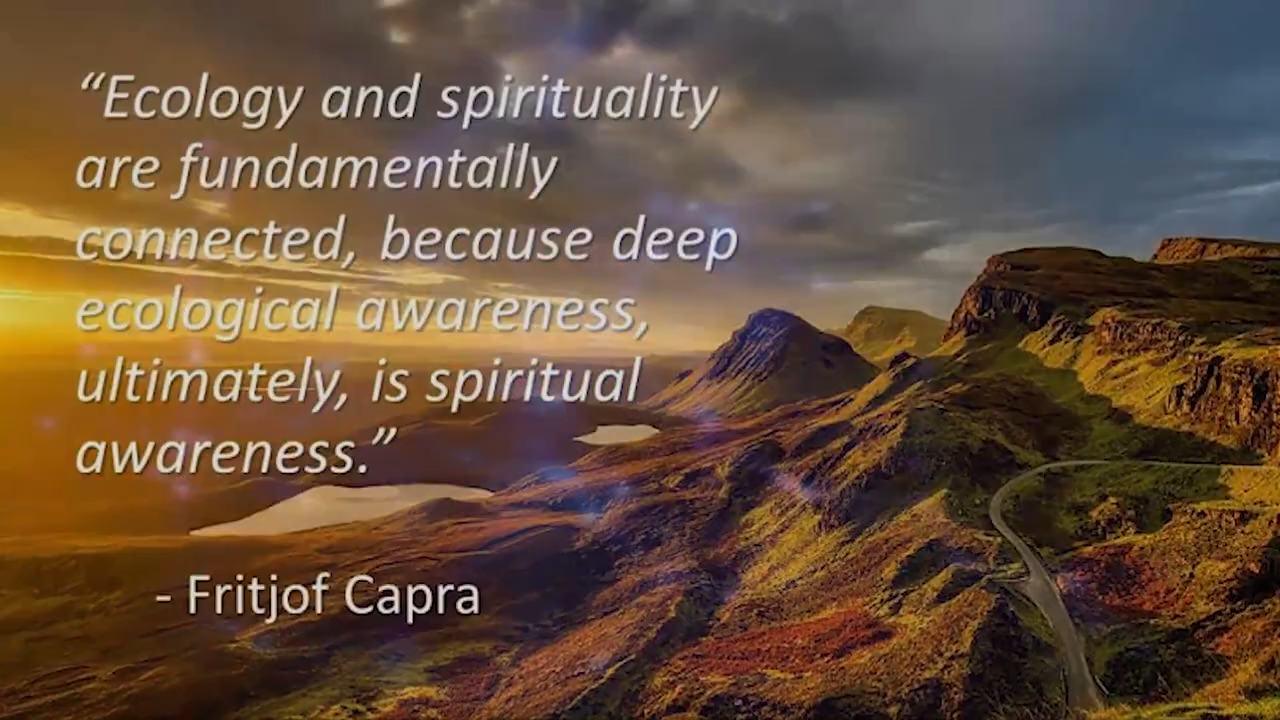 “Ecology and spirituality
are fundamentally
connected, because deep
ecological awareness,
ultimately, is spiritual
awareness.”
- Fritjof Capra